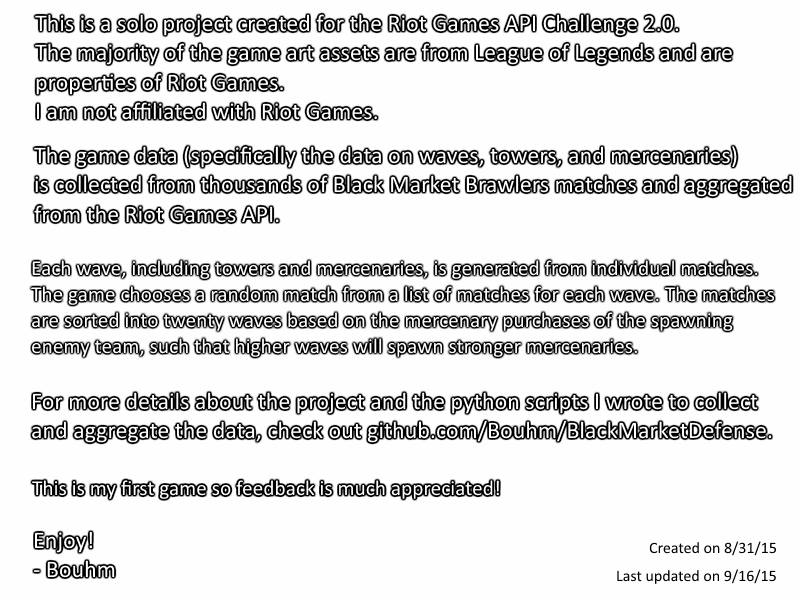 This is a solo project created for the Riot Games API Challenge 2.0.
The majority of the game art assets are from League of Legends and are
properties of Riot Games.
I am not affiliated with Riot Games.
The game data (specifically the data on waves, towers, and mercenaries)
is collected from thousands of Black Market Brawlers matches and aggregated
from the Riot Games API.
Each wave, including towers and mercenaries, is generated from individual matches.
The game chooses a random match from a list of matches for each wave. The matches
are sorted into twenty waves based on the mercenary purchases of the spawning
enemy team, such that higher waves will spawn stronger mercenaries.
For more details about the project and the python scripts I wrote to collect
and aggregate the data, check out github.com/Bouhm/BlackMarketDefense.
This is my first game so feedback is much appreciated!
Enjoy!
- Bouhm
Created on 8/31/15
Last updated on 9/16/15